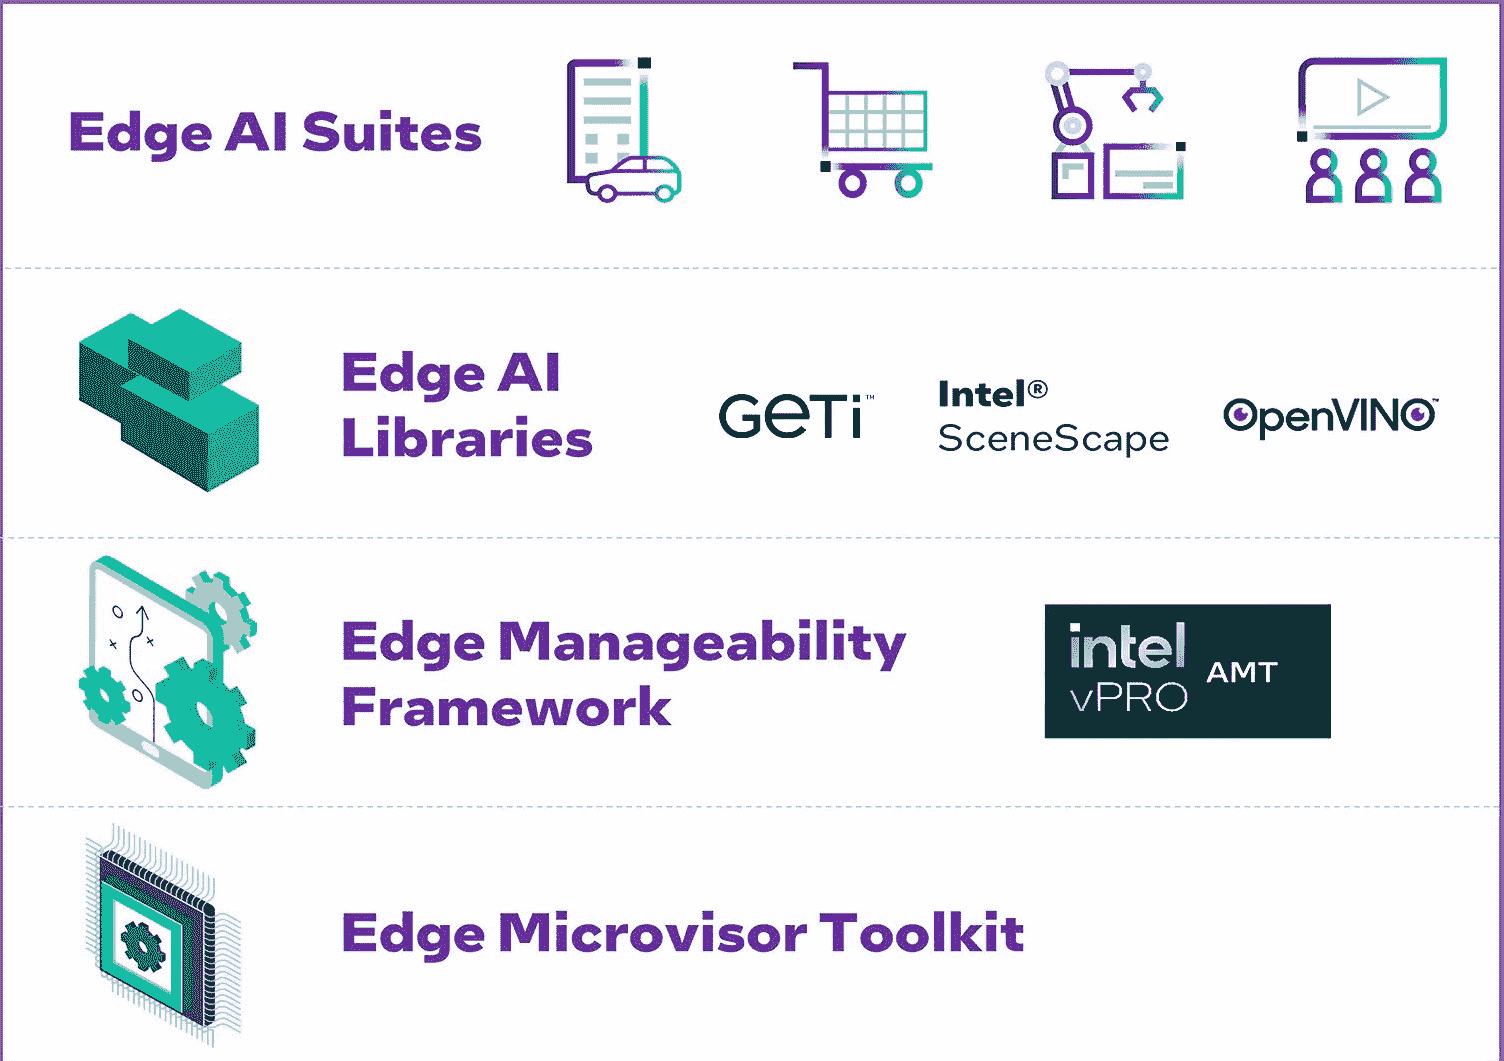 Edge AI Suites
Edge AI
Libraries
GETi™
Intel®
SceneScape
OpenVINO™
Edge Manageability
Framework
intel
vPRO
AMT
Edge Microvisor Toolkit